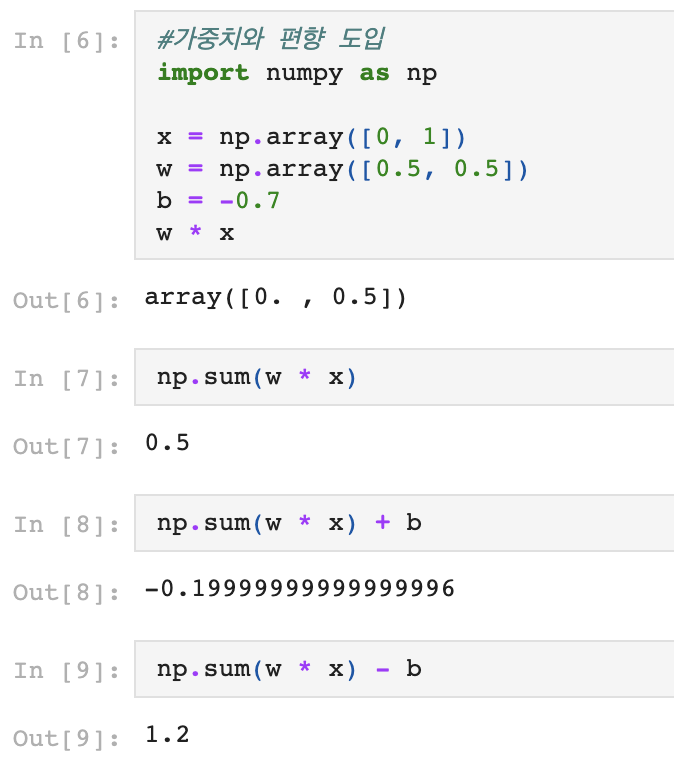 In [6]: #가중치와 편향 도입
import numpy as np
x = np.array([0, 1])
w = np.array([0.5, 0.5])
b = -0.7
w * x
Out[6]: array([0. , 0.5])
In [7]: np.sum(w * x)
Out[7]: 0.5
In [8]: np.sum(w * x) + b
Out[8]: -0.19999999999999996
In [9]: np.sum(w * x) - b
Out[9]: 1.2